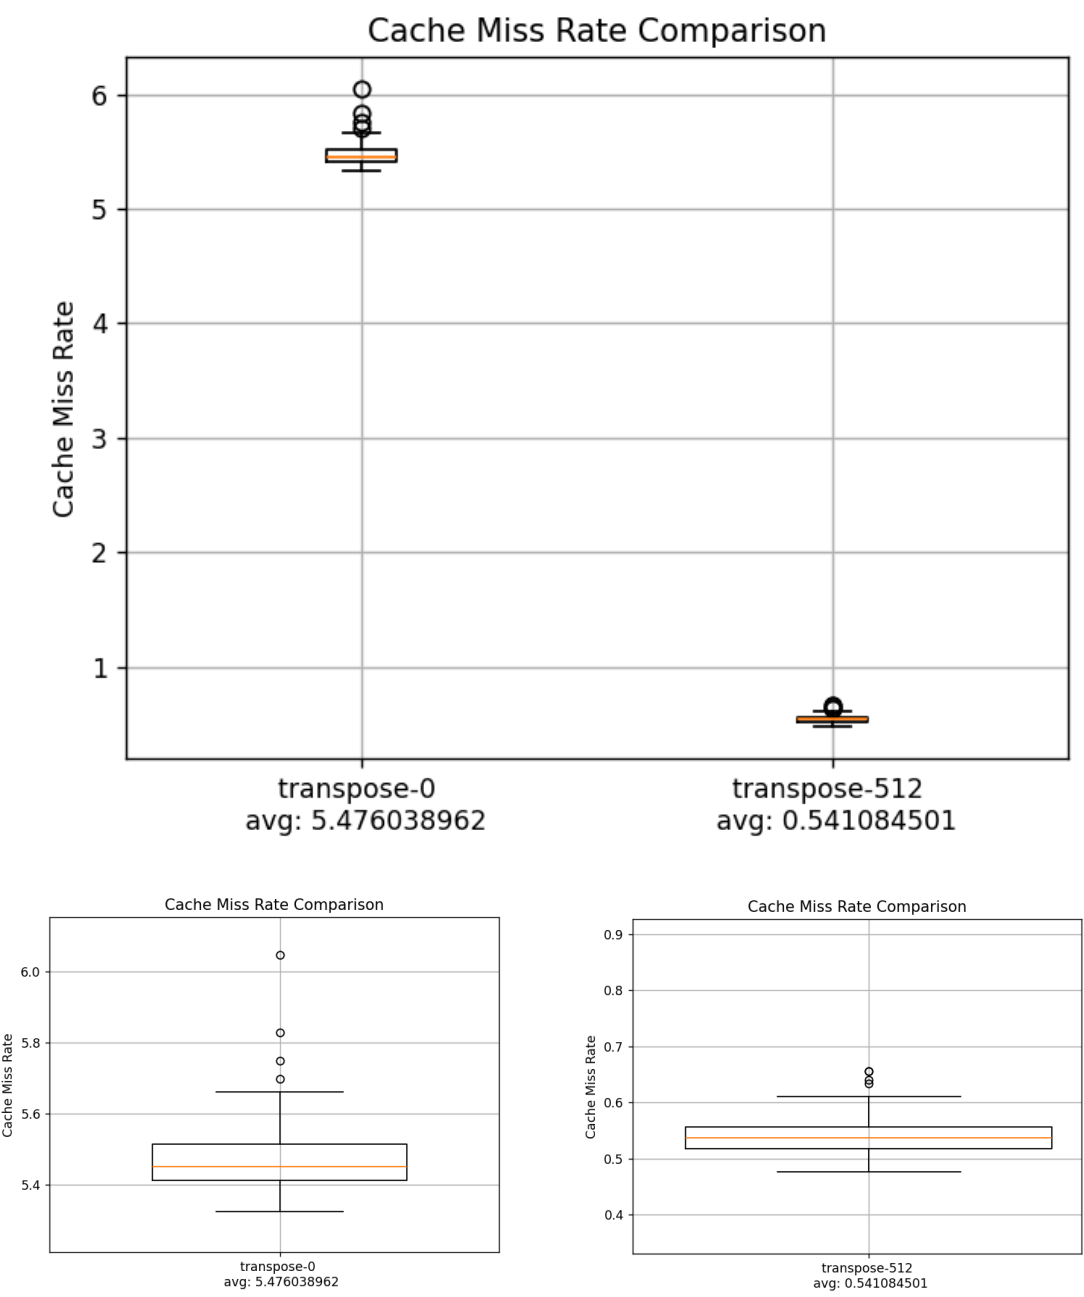 Cache Miss Rate Comparison
Cache Miss Rate
6
5
4
3
2
1
transpose-0
avg: 5.476038962
transpose-512
avg: 0.541084501
Cache Miss Rate Comparison
Cache Miss Rate
6.0
5.8
5.6
5.4
transpose-0
avg: 5.476038962
Cache Miss Rate Comparison
Cache Miss Rate
0.9
0.8
0.7
0.6
0.5
0.4
transpose-512
avg: 0.541084501